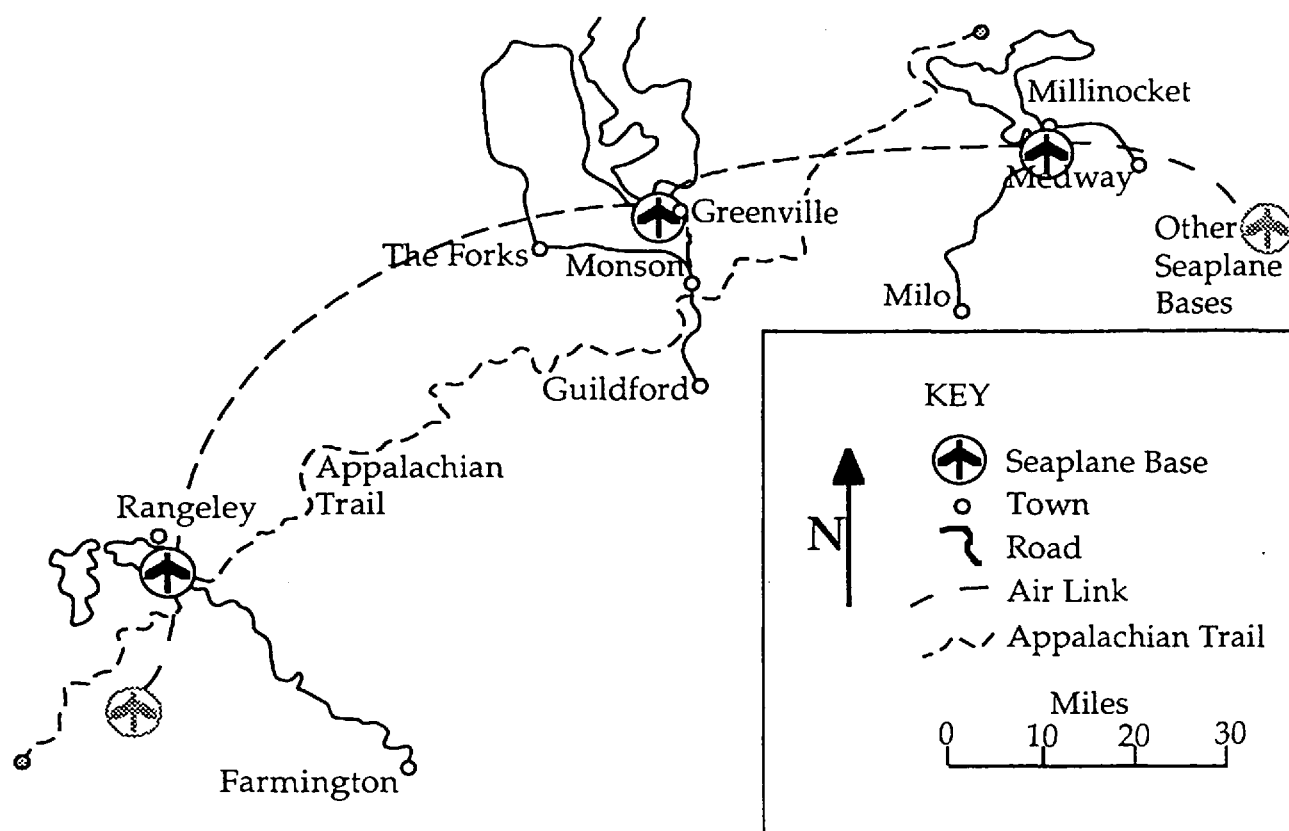 Millinocket
Medway
Greenville
The Forks
Monson
Other
Seaplane
Bases
Milo
Guildford
Appalachian
Trail
Rangeley
Farmington
KEY
Seaplane Base
Town
Road
Air Link
Appalachian Trail
N
Miles
0 10 20 30